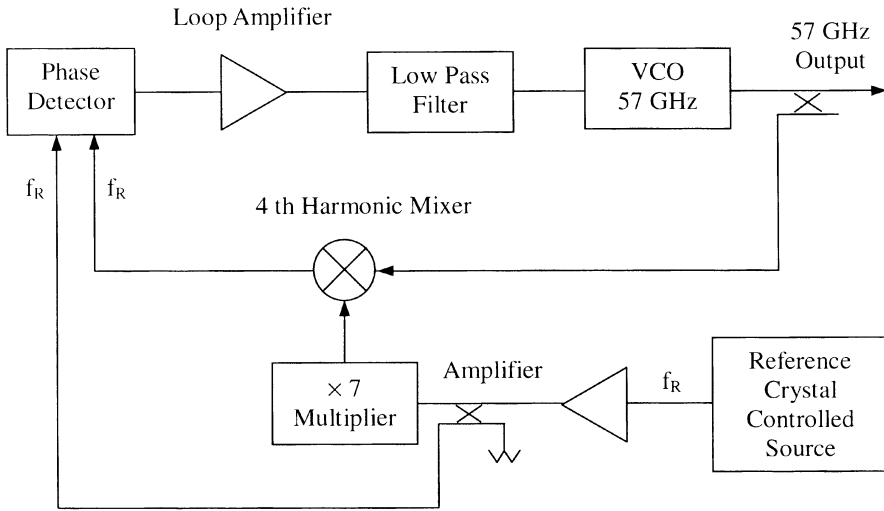 Loop Amplifier
57 GHz
Output
Phase
Detector
Low Pass
Filter
VCO
57 GHz
f_R
f_R
4 th Harmonic Mixer
× 7
Multiplier
Amplifier
f_R
Reference
Crystal
Controlled
Source